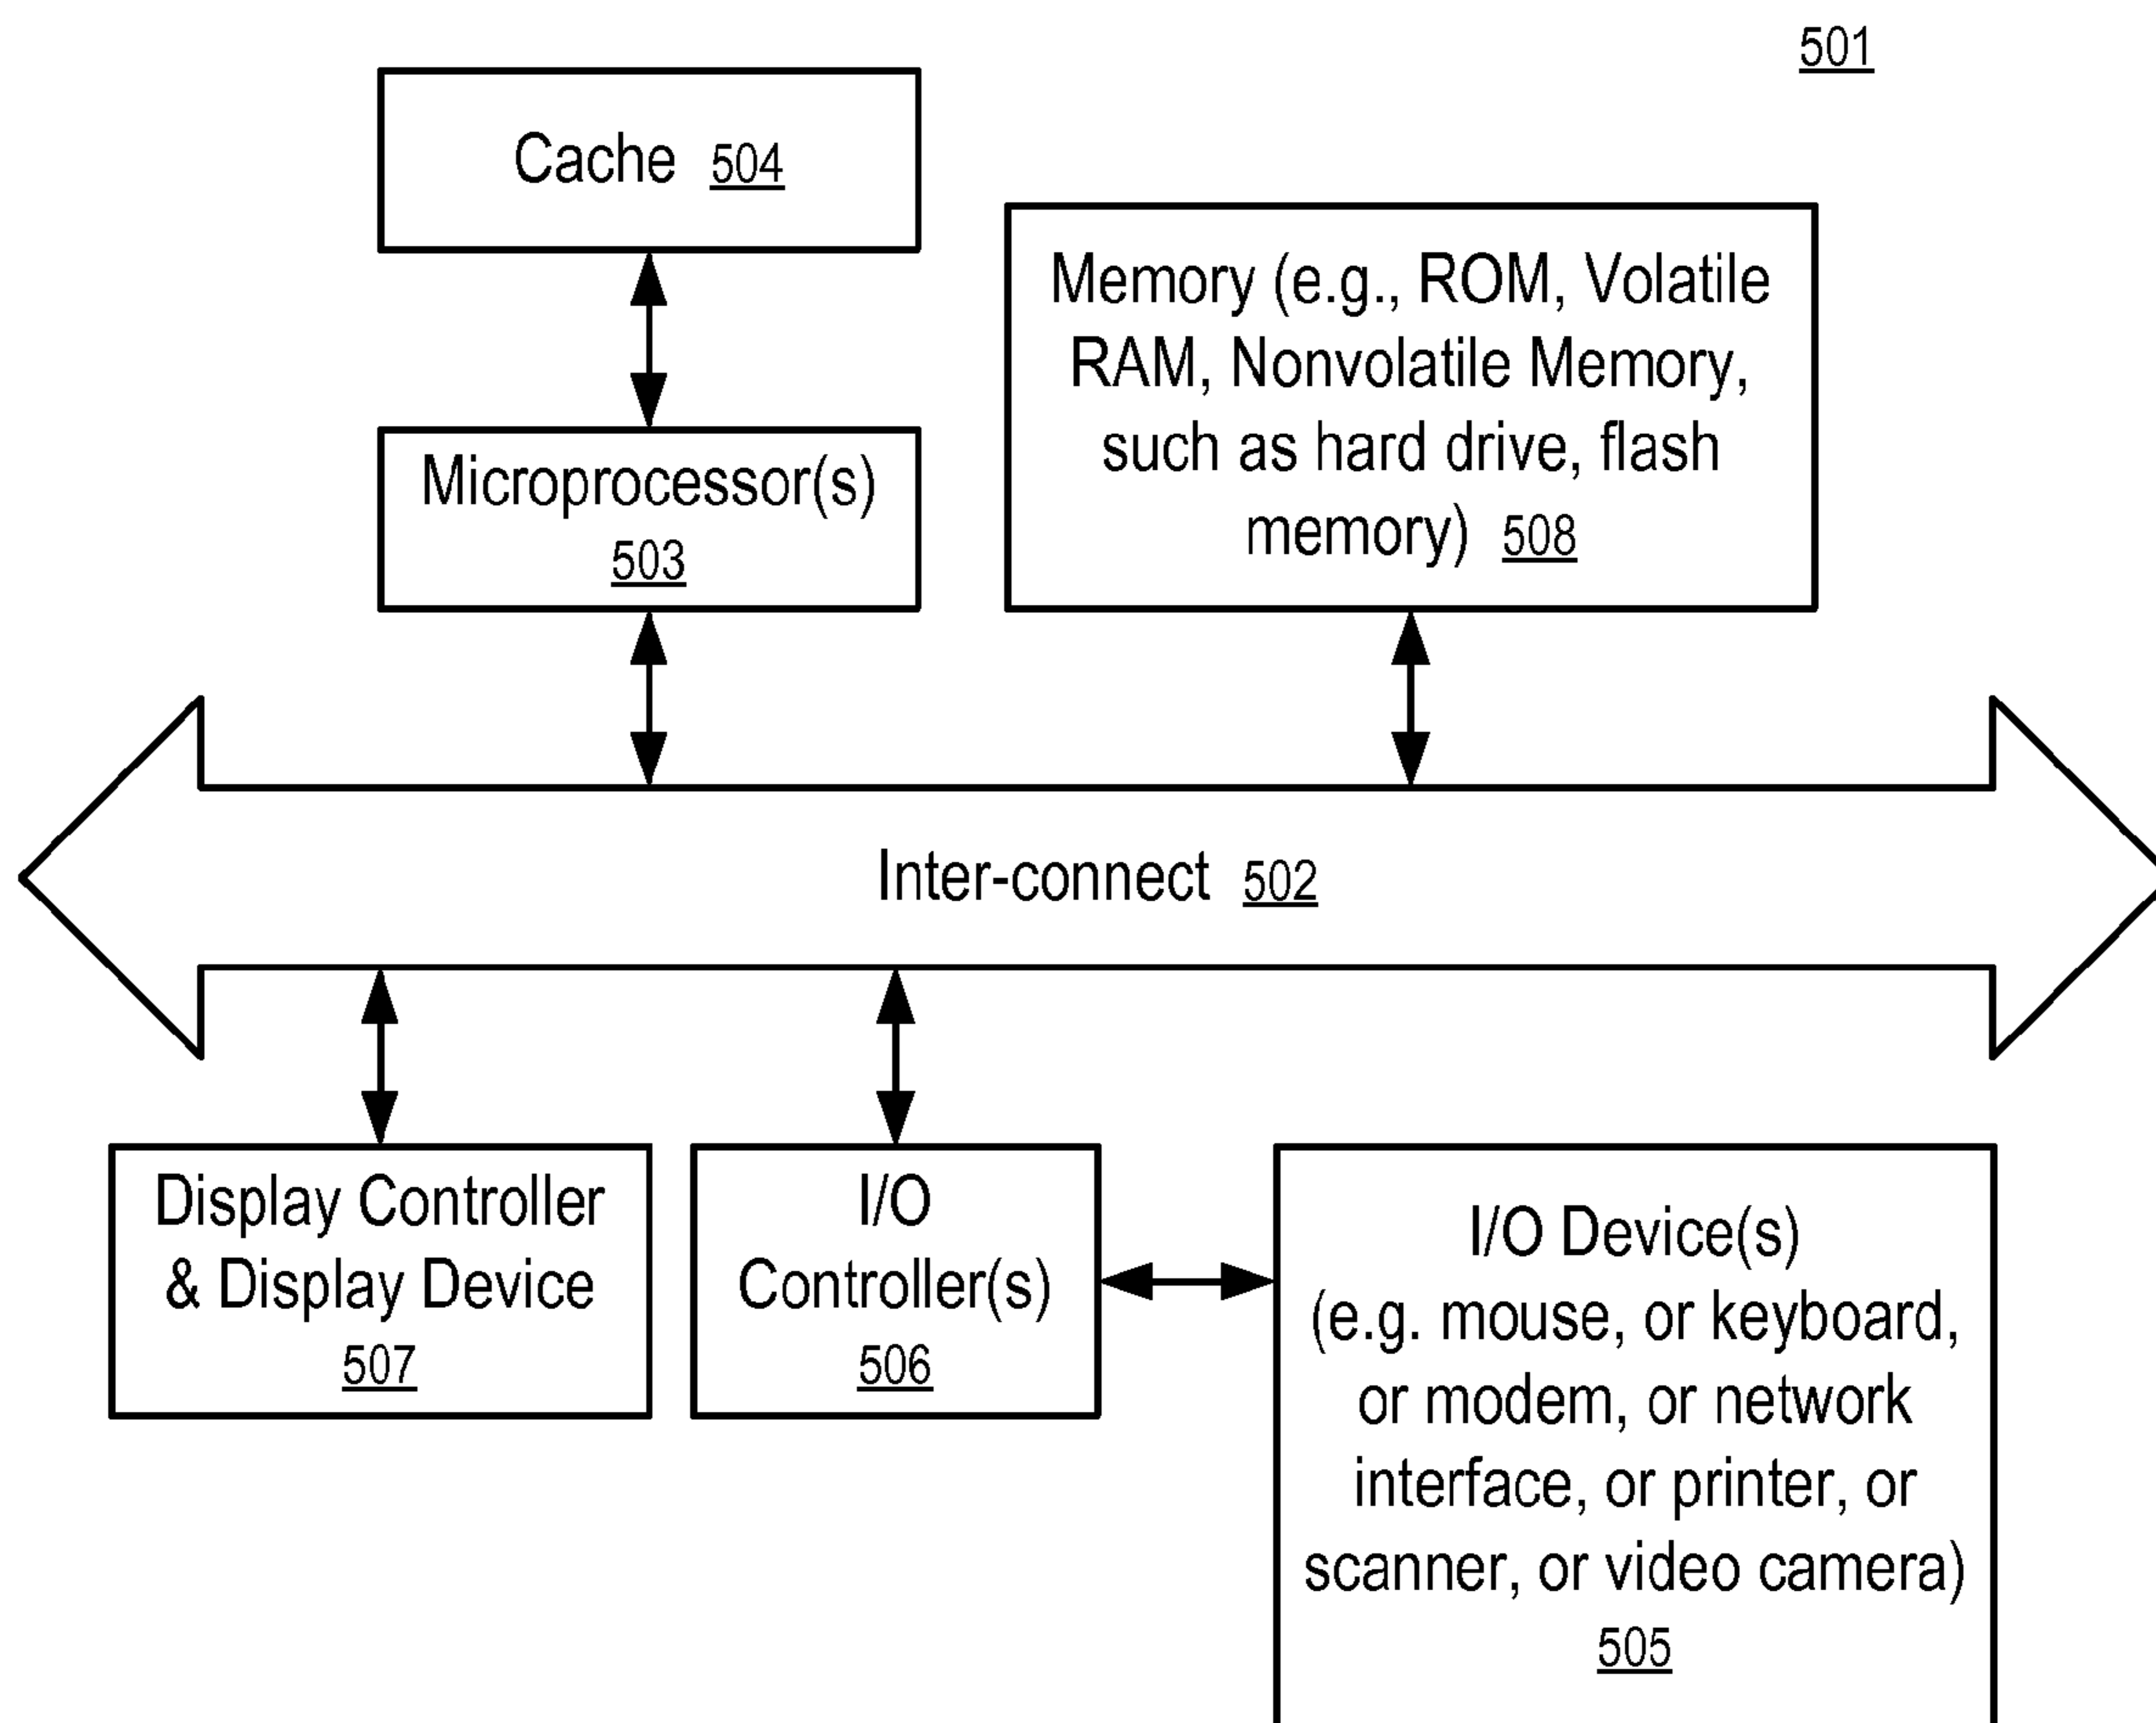 501
Cache 504
Memory (e.g., ROM, Volatile
RAM, Nonvolatile Memory,
such as hard drive, flash
memory) 508
Microprocessor(s)
503
Inter-connect 502
Display Controller
& Display Device
507
I/O
Controller(s)
506
I/O Device(s)
(e.g. mouse, or keyboard,
or modem, or network
interface, or printer, or
scanner, or video camera)
505